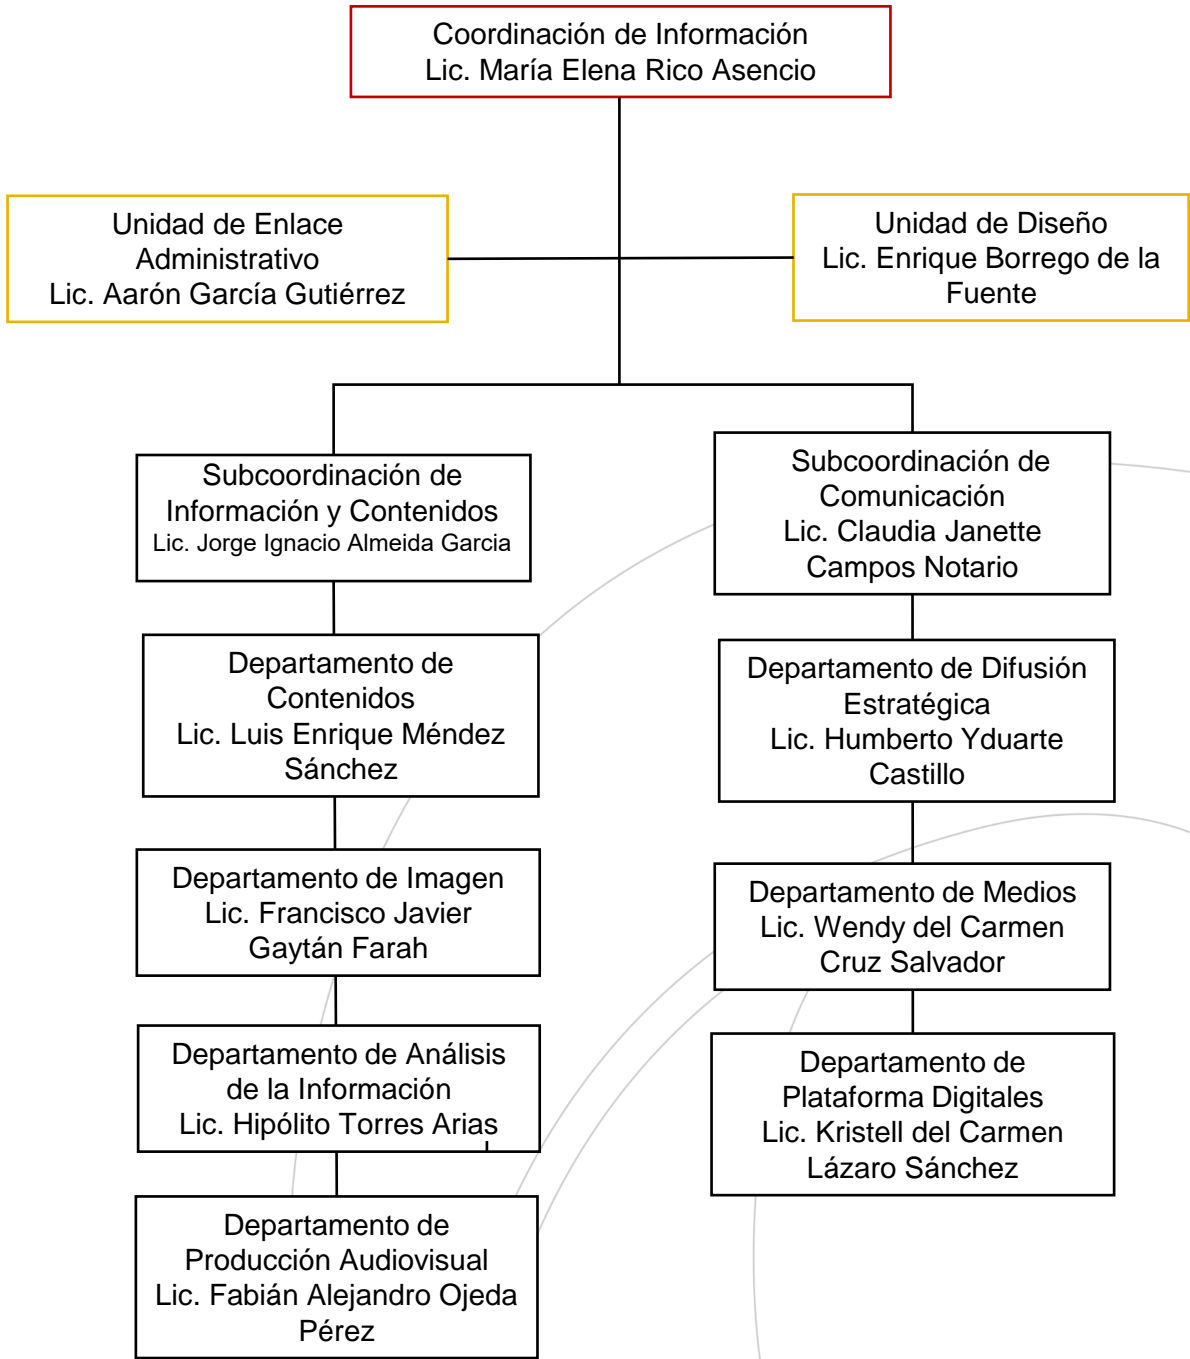 Coordinación de Información
Lic. María Elena Rico Asencio
Unidad de Enlace
Administrativo
Lic. Aarón García Gutiérrez
Unidad de Diseño
Lic. Enrique Borrego de la
Fuente
Subcoordinación de
Información y Contenidos
Lic. Jorge Ignacio Almeida Garcia
Departamento de
Contenidos
Lic. Luis Enrique Méndez
Sánchez
Departamento de Imagen
Lic. Francisco Javier
Gaytán Farah
Departamento de Análisis
de la Información
Lic. Hipólito Torres Arias
Departamento de
Producción Audiovisual
Lic. Fabián Alejandro Ojeda
Pérez
Subcoordinación de
Comunicación
Lic. Claudia Janette
Campos Notario
Departamento de Difusión
Estratégica
Lic. Humberto Yduarte
Castillo
Departamento de Medios
Lic. Wendy del Carmen
Cruz Salvador
Departamento de
Plataforma Digitales
Lic. Kristell del Carmen
Lázaro Sánchez